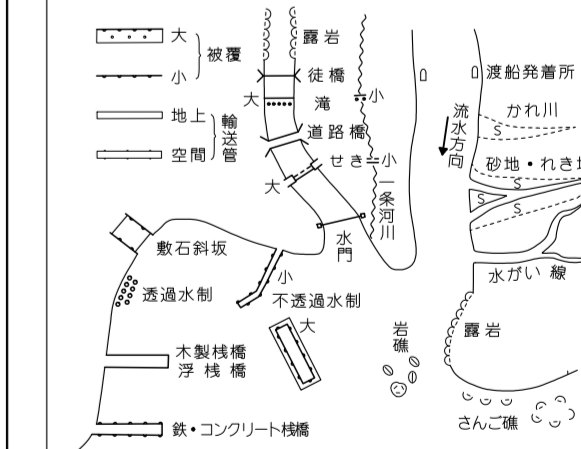 大
被覆
小
地上
輸送管
空間
露岩
徒橋
大
滝
小
道路橋
せき
小
大
一条河川
水門
渡船発着所
流水方向
かれ川
S
砂地・れき地
S
S
S
水がい線
敷石斜坂
小
透過水制
不透過水制
大
岩礁
露岩
木製桟橋
浮桟橋
鉄・コンクリート桟橋
さんご礁